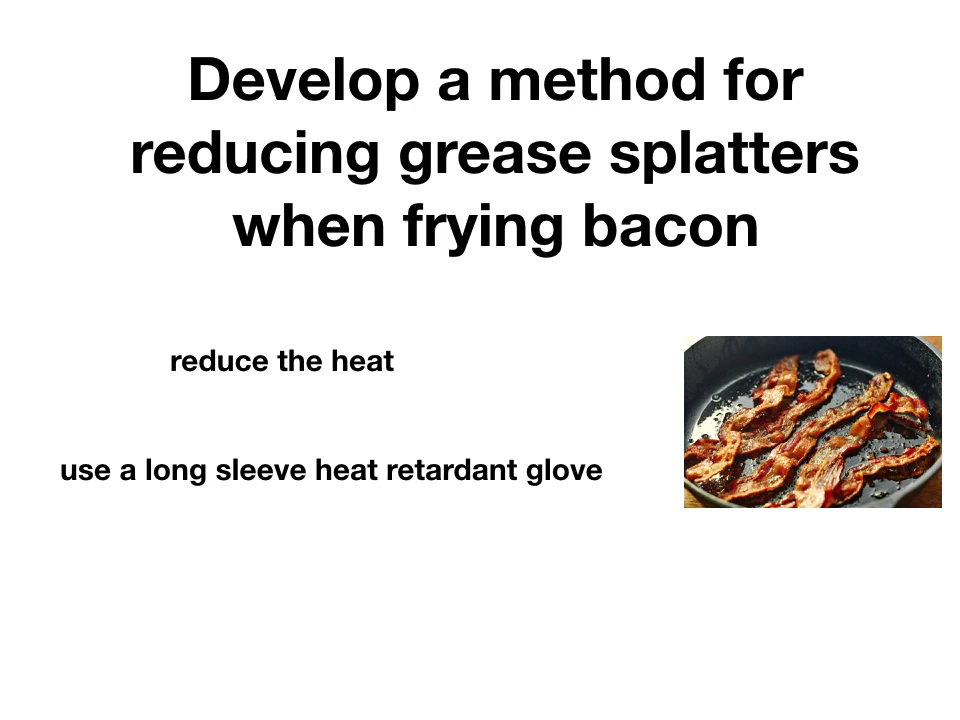 Develop a method for
reducing grease splatters
when frying bacon
reduce the heat
use a long sleeve heat retardant glove